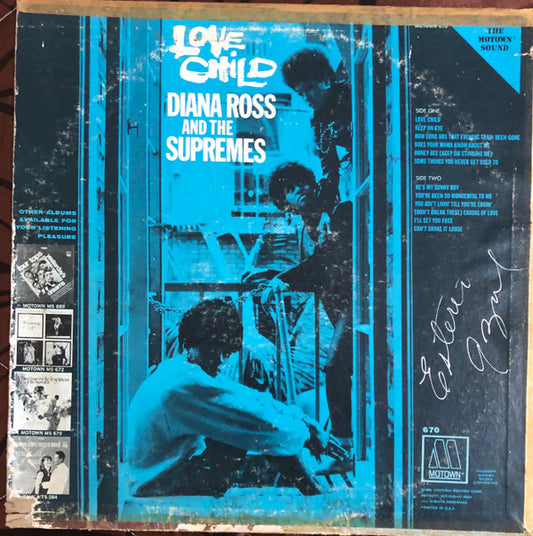 LOVE
CHILD
DIANA ROSS
AND THE
SUPREMES
THE
MOTOWN
SOUND
SIDE ONE
LOVE CHILD
KEEP AN EYE
HOW LONG HAS THAT EVENING TRAIN BEEN GONE
DOES YOUR MAMA KNOW ABOUT ME
HONEY BEE (KEEP ON STINGING ME)
SOME THINGS YOU NEVER GET USED TO
SIDE TWO
HE'S MY SUNNY BOY
YOU'VE BEEN SO WONDERFUL TO ME
YOU AIN'T LIVIN' TILL YOU'RE LOVIN'
(DON'T BREAK THESE) CHAINS OF LOVE
I'LL SET YOU FREE
CAN'T SHAKE IT LOOSE
OTHER ALBUMS
AVAILABLE FOR
YOUR LISTENING
PLEASURE
MOTOWN MS 669
MOTOWN MS 672
MOTOWN MS 679
TS-284
670
MOTOWN
PRINTED IN U.S.A.